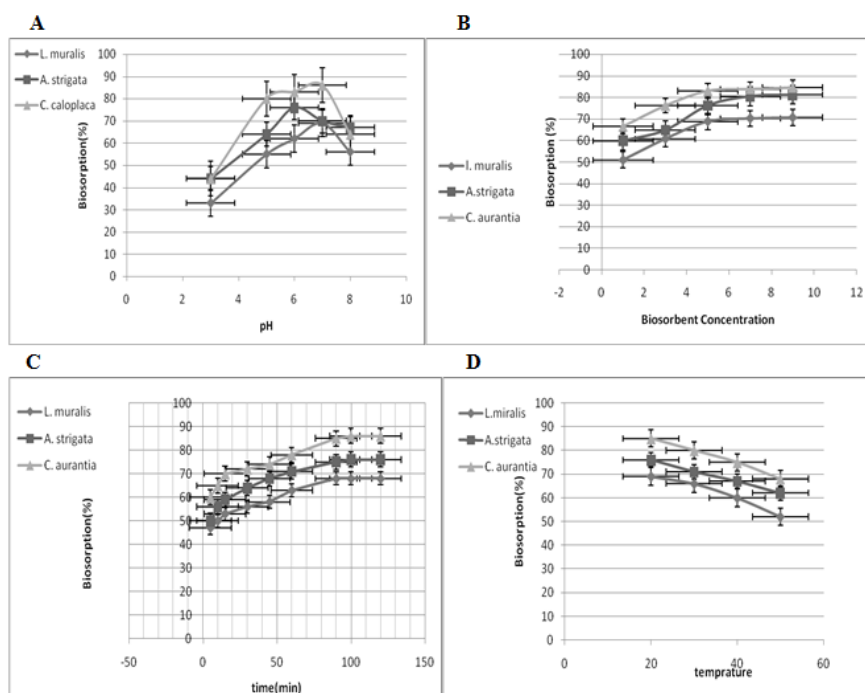 A
L. muralis
A. strigata
C. caloplaca
Biosorption(%)
100
90
80
70
60
50
40
30
20
10
0
0 2 4 6 8 10
pH
B
l. muralis
A.strigata
C. aurantia
Biosorption (%)
100
90
80
70
60
50
40
30
20
10
0
-2 0 2 4 6 8 10 12
Biosorbent Concentration
C
L. muralis
A. strigata
C. aurantia
Biosorption(%)
100
90
80
70
60
50
40
30
20
10
0
-50 0 50 100 150
time(min)
D
L.miralis
A.strigata
C. aurantia
Biosorption(%)
100
90
80
70
60
50
40
30
20
10
0
0 20 40 60
temprature